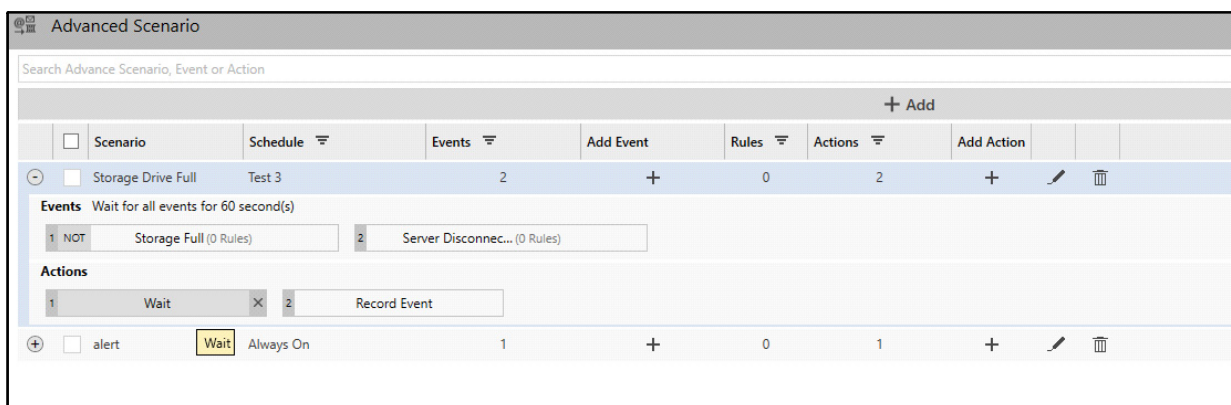 Advanced Scenario
Search Advance Scenario, Event or Action
+ Add
Scenario Schedule Events Add Event Rules Actions Add Action
Storage Drive Full Test 3 2 + 0 2 +
Events Wait for all events for 60 second(s)
1 NOT Storage Full (0 Rules) 2 Server Disconnec... (0 Rules)
Actions
1 Wait × 2 Record Event
alert Wait Always On 1 + 0 1 +